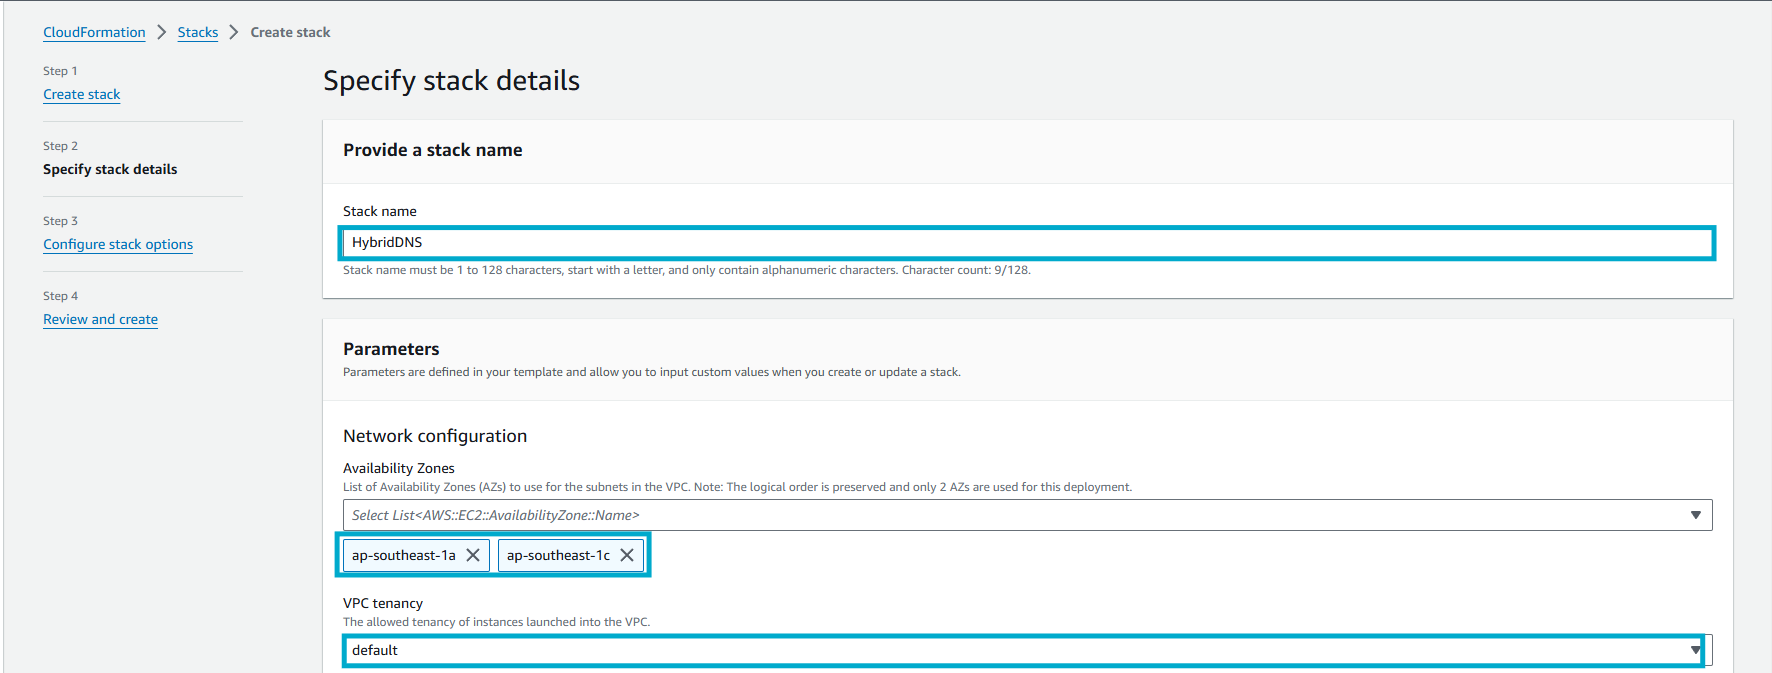 CloudFormation > Stacks > Create stack
Step 1
Create stack
Step 2
Specify stack details
Step 3
Configure stack options
Step 4
Review and create
Specify stack details
Provide a stack name
Stack name
HybridDNS
Stack name must be 1 to 128 characters, start with a letter, and only contain alphanumeric characters. Character count: 9/128.
Parameters
Parameters are defined in your template and allow you to input custom values when you create or update a stack.
Network configuration
Availability Zones
List of Availability Zones (AZs) to use for the subnets in the VPC. Note: The logical order is preserved and only 2 AZs are used for this deployment.
Select List<AWS::EC2::AvailabilityZone::Name>
ap-southeast-1a ap-southeast-1c
VPC tenancy
The allowed tenancy of instances launched into the VPC.
default